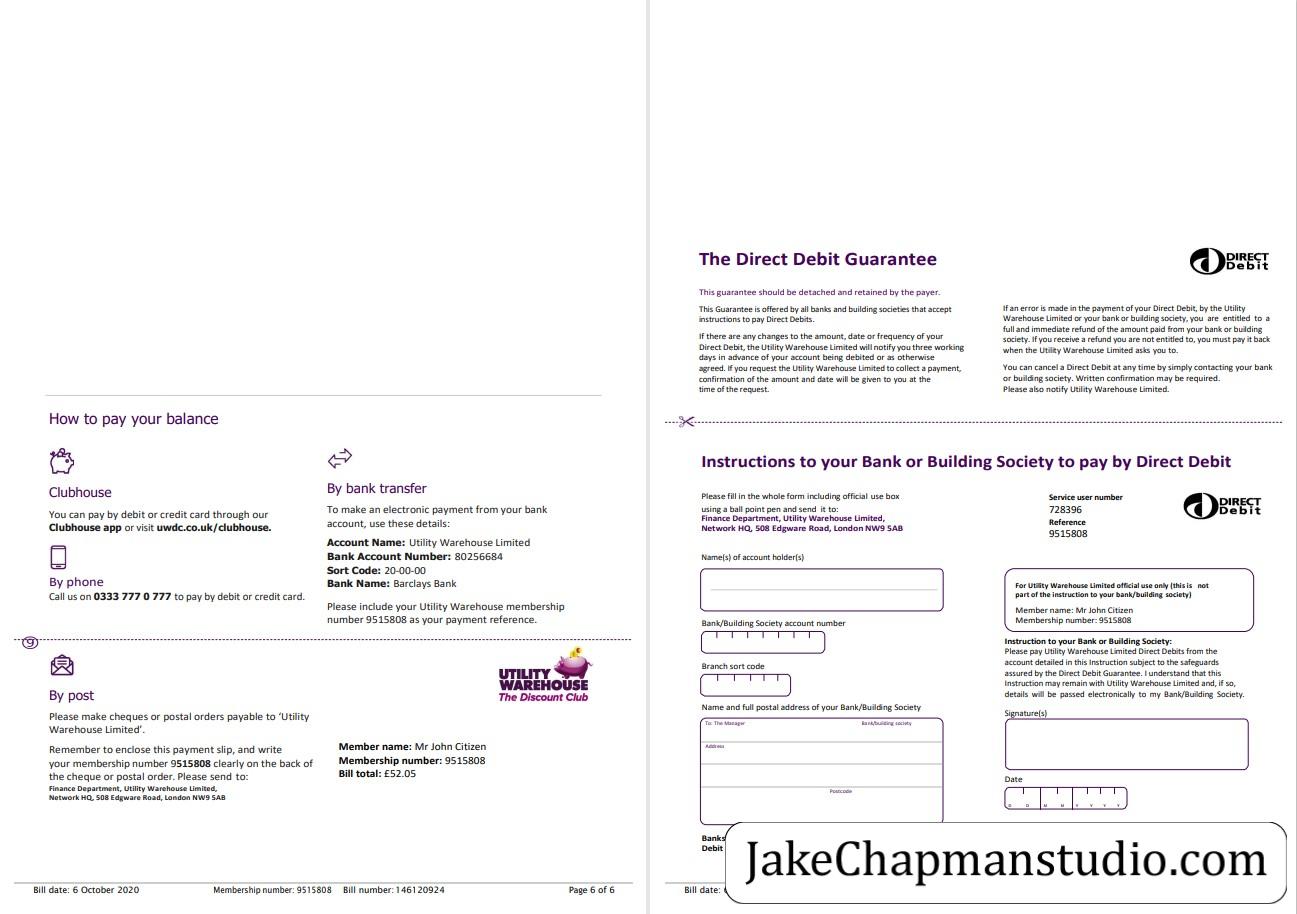 How to pay your balance
Clubhouse
You can pay by debit or credit card through our
Clubhouse app or visit uwdc.co.uk/clubhouse.
By phone
Call us on 0333 777 0 777 to pay by debit or credit card.
By bank transfer
To make an electronic payment from your bank
account, use these details:
Account Name: Utility Warehouse Limited
Bank Account Number: 80256684
Sort Code: 20-00-00
Bank Name: Barclays Bank
Please include your Utility Warehouse membership
number 9515808 as your payment reference.
By post
Please make cheques or postal orders payable to ‘Utility
Warehouse Limited’.
Remember to enclose this payment slip, and write
your membership number 9515808 clearly on the back of
the cheque or postal order. Please send to:
Finance Department, Utility Warehouse Limited,
Network HQ, 508 Edgware Road, London NW9 5AB
UTILITY
WAREHOUSE
The Discount Club
Member name: Mr John Citizen
Membership number: 9515808
Bill total: £52.05
Bill date: 6 October 2020 Membership number: 9515808 Bill number: 146120924 Page 6 of 6
The Direct Debit Guarantee
DIRECT
Debit
This guarantee should be detached and retained by the payer.
This Guarantee is offered by all banks and building societies that accept
instructions to pay Direct Debits.
If there are any changes to the amount, date or frequency of your
Direct Debit, the Utility Warehouse Limited will notify you three working
days in advance of your account being debited or as otherwise
agreed. If you request the Utility Warehouse Limited to collect a payment,
confirmation of the amount and date will be given to you at the
time of the request.
If an error is made in the payment of your Direct Debit, by the Utility
Warehouse Limited or your bank or building society, you are entitled to a
full and immediate refund of the amount paid from your bank or building
society. If you receive a refund you are not entitled to, you must pay it back
when the Utility Warehouse Limited asks you to.
You can cancel a Direct Debit at any time by simply contacting your bank
or building society. Written confirmation may be required.
Please also notify Utility Warehouse Limited.
Instructions to your Bank or Building Society to pay by Direct Debit
Please fill in the whole form including official use box
using a ball point pen and send it to:
Finance Department, Utility Warehouse Limited,
Network HQ, 508 Edgware Road, London NW9 5AB
Service user number
728396
Reference
9515808
DIRECT
Debit
Name(s) of account holder(s)
Bank/Building Society account number
Branch sort code
Name and full postal address of your Bank/Building Society
To: The Manager Bank/building society
Address
Postcode
For Utility Warehouse Limited official use only (this is not
part of the instruction to your bank/building society)
Member name: Mr John Citizen
Membership number: 9515808
Instruction to your Bank or Building Society:
Please pay Utility Warehouse Limited Direct Debits from the
account detailed in this Instruction subject to the safeguards
assured by the Direct Debit Guarantee. I understand that this
Instruction may remain with Utility Warehouse Limited and, if so,
details will be passed electronically to my Bank/Building Society.
Signature(s)
Date
D D M M Y Y Y Y
Banks
Debit
Bill date:
JakeChapmanstudio.com